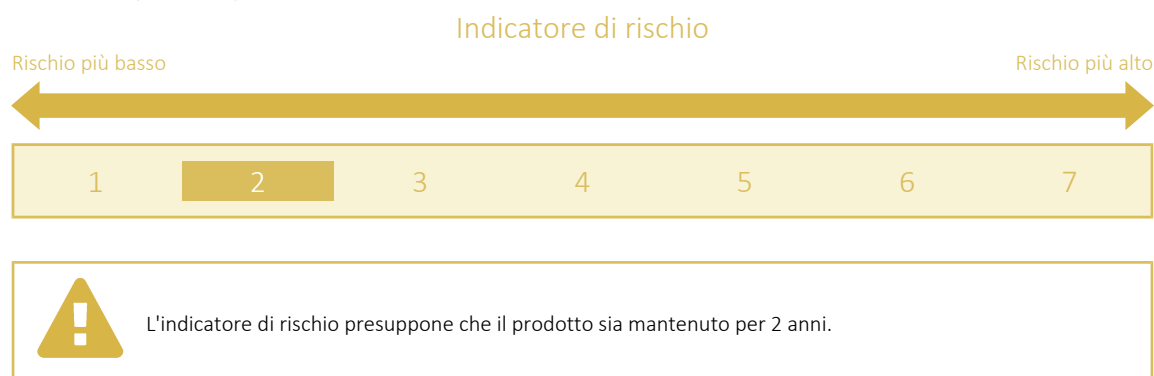 Indicatore di rischio
Rischio più basso Rischio più alto
1 2 3 4 5 6 7
L'indicatore di rischio presuppone che il prodotto sia mantenuto per 2 anni.